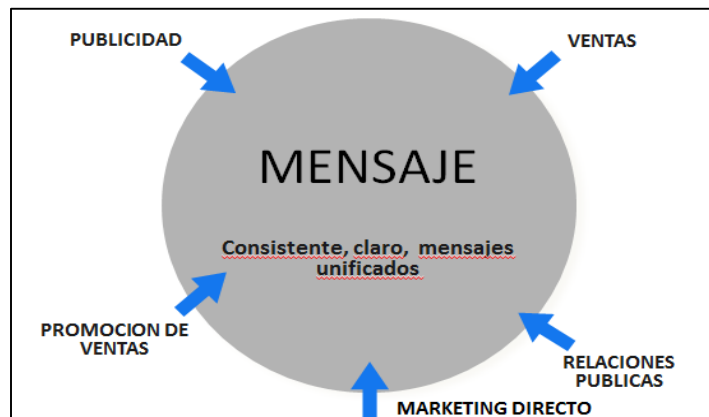 PUBLICIDAD
VENTAS
MENSAJE
Consistente, claro, mensajes
unificados
PROMOCION DE
VENTAS
RELACIONES
PUBLICAS
MARKETING DIRECTO